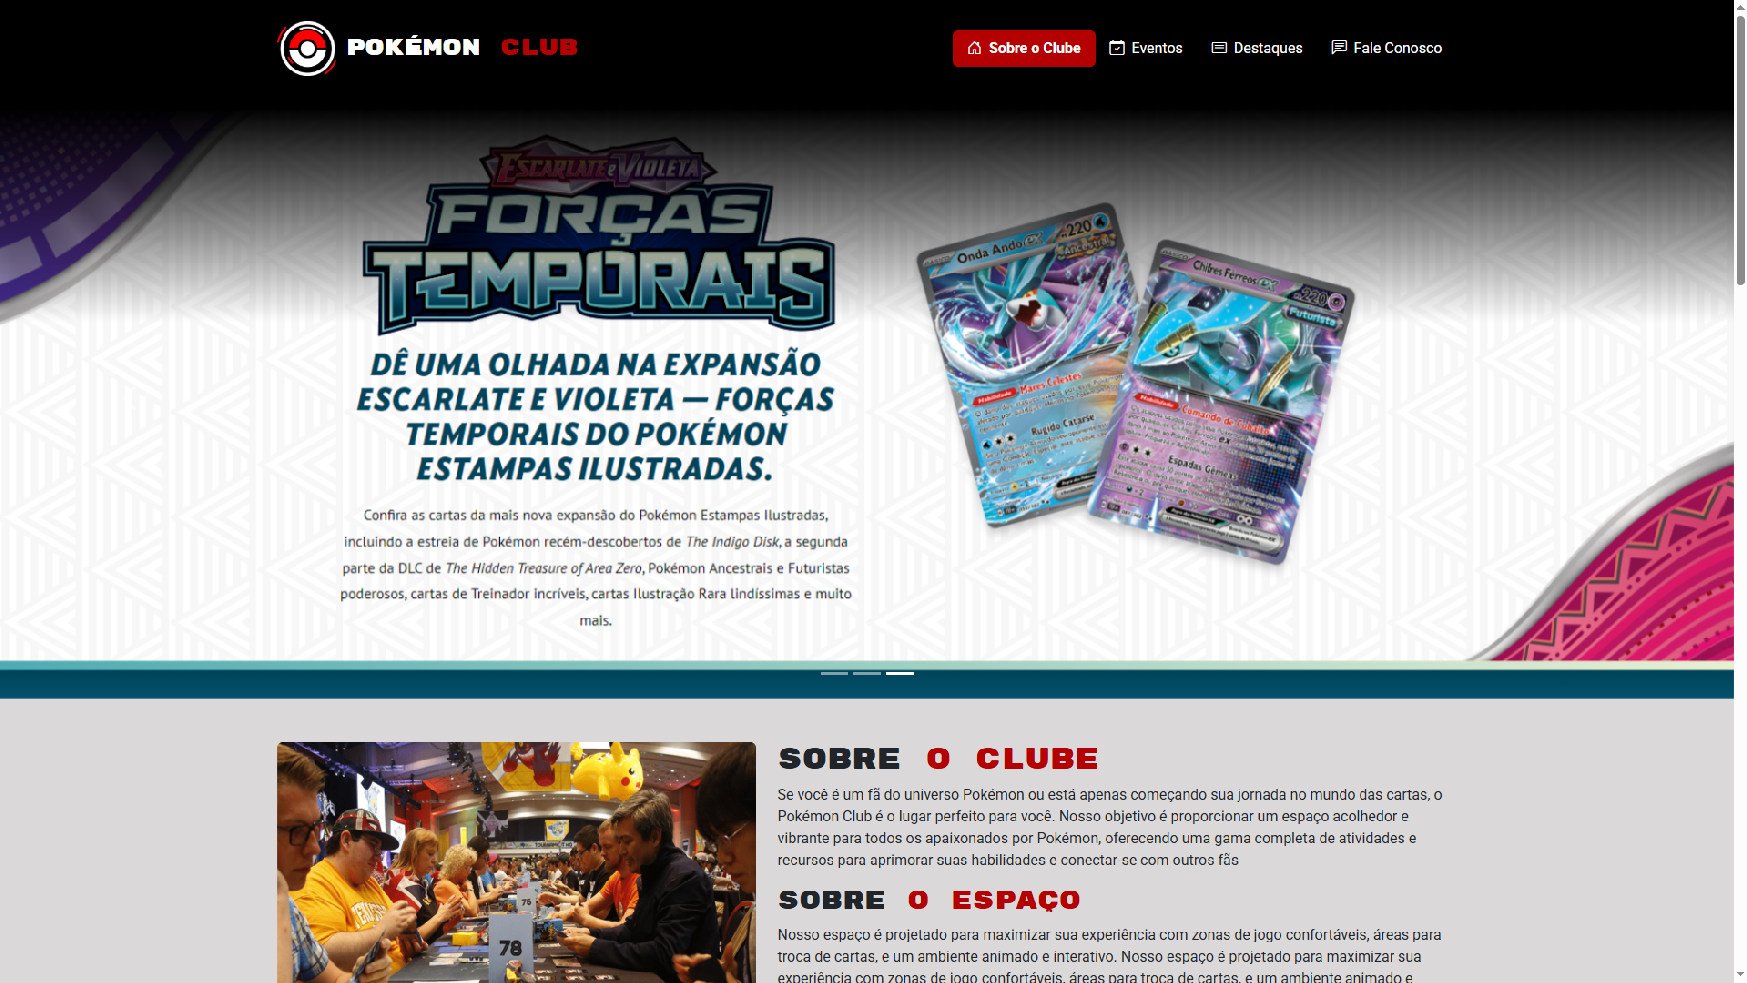 POKÉMON CLUB
Sobre o Clube
Eventos
Destaques
Fale Conosco
ESCARLATE e VIOLETA
FORÇAS
TEMPORAIS
DÊ UMA OLHADA NA EXPANSÃO
ESCARLATE E VIOLETA — FORÇAS
TEMPORAIS DO POKÉMON
ESTAMPAS ILUSTRADAS.
Confira as cartas da mais nova expansão do Pokémon Estampas Ilustradas,
incluindo a estreia de Pokémon recém-descobertos de The Indigo Disk, a segunda
parte da DLC de The Hidden Treasure of Area Zero, Pokémon Ancestrais e Futuristas
poderosos, cartas de Treinador incríveis, cartas Ilustração Rara lindíssimas e muito
mais.
Onda Ando ex 220
Habilidade Mares Celestes
Rugido Catarse
Chifres Férreos ex 220
Futurista
Habilidade Comando de Cobalto
Espadas Gêmeas
SOBRE O CLUBE
Se você é um fã do universo Pokémon ou está apenas começando sua jornada no mundo das cartas, o
Pokémon Club é o lugar perfeito para você. Nosso objetivo é proporcionar um espaço acolhedor e
vibrante para todos os apaixonados por Pokémon, oferecendo uma gama completa de atividades e
recursos para aprimorar suas habilidades e conectar-se com outros fãs
76
78
SOBRE O ESPAÇO
Nosso espaço é projetado para maximizar sua experiência com zonas de jogo confortáveis, áreas para
troca de cartas, e um ambiente animado e interativo. Nosso espaço é projetado para maximizar sua
experiência com zonas de jogo confortáveis, áreas para troca de cartas, e um ambiente animado e